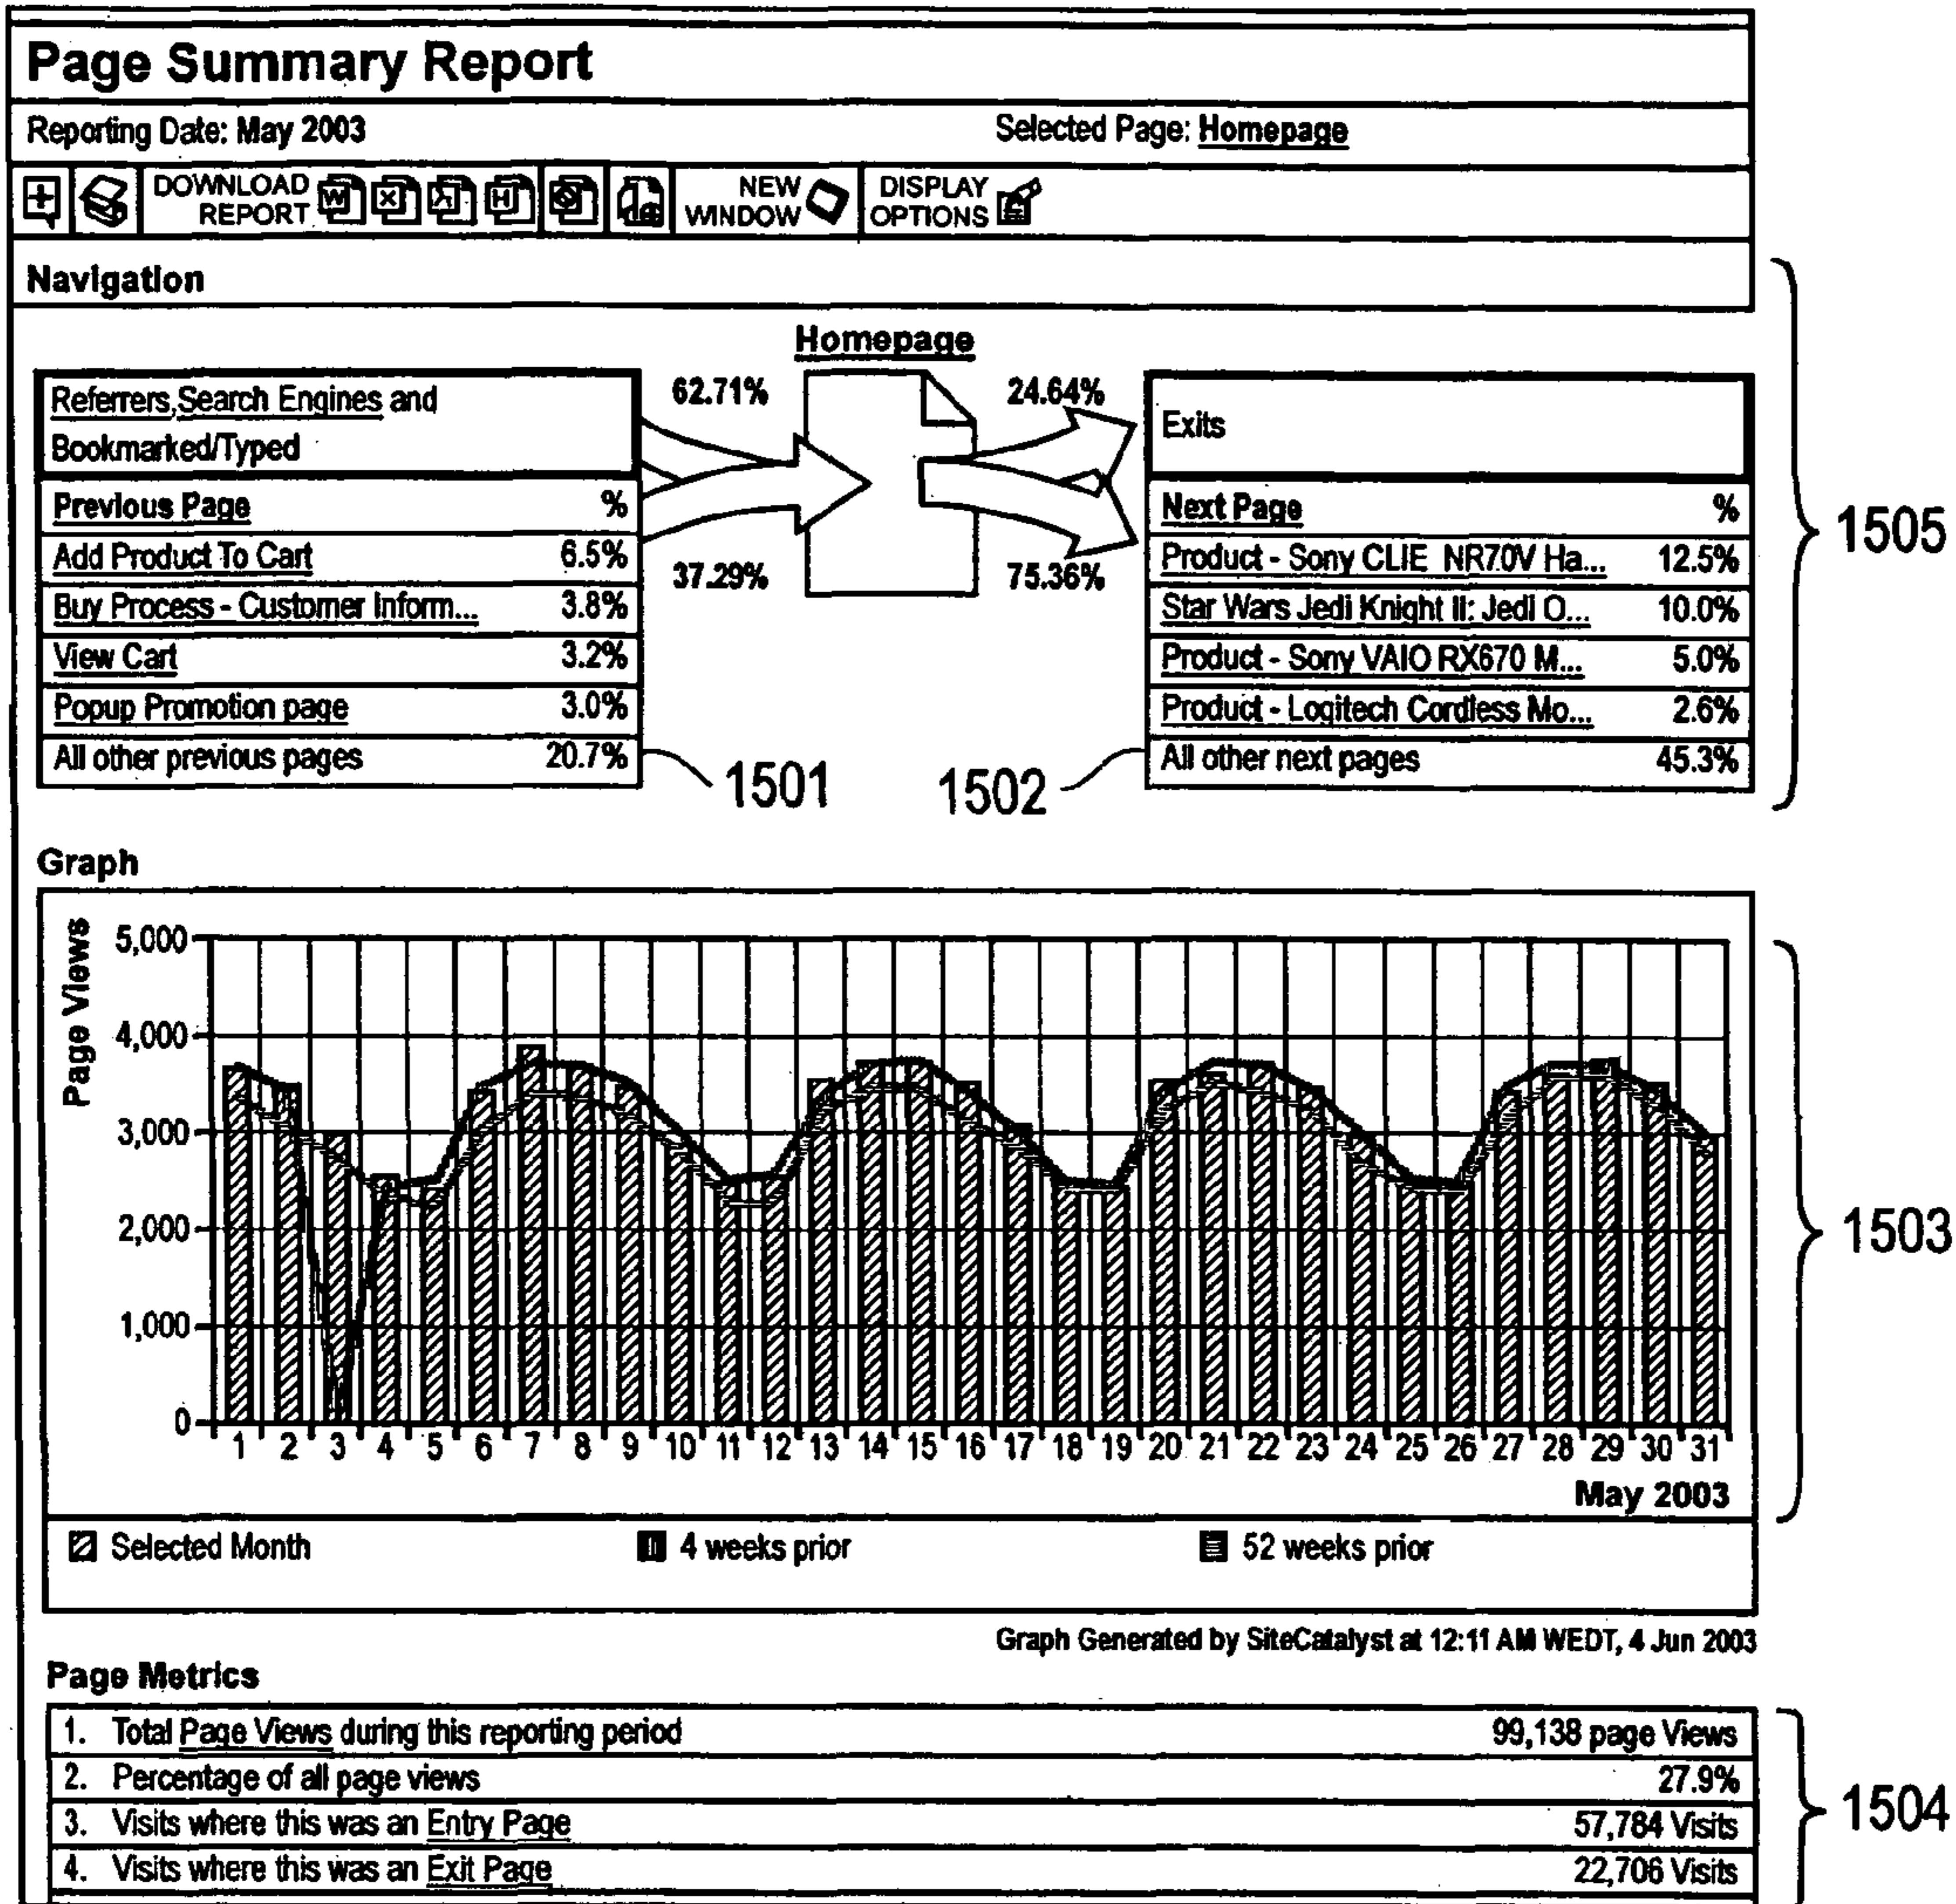 Page Summary Report
Reporting Date: May 2003
Selected Page: Homepage
DOWNLOAD REPORT
NEW WINDOW
DISPLAY OPTIONS
Navigation
Homepage
Referrers,Search Engines and
Bookmarked/Typed
62.71%
24.64%
Exits
Previous Page %
Add Product To Cart 6.5%
Buy Process - Customer Inform... 3.8%
View Cart 3.2%
Popup Promotion page 3.0%
All other previous pages 20.7%
37.29%
75.36%
Next Page %
Product - Sony CLIE NR70V Ha... 12.5%
Star Wars Jedi Knight II: Jedi O... 10.0%
Product - Sony VAIO RX670 M... 5.0%
Product - Logitech Cordless Mo... 2.6%
All other next pages 45.3%
1501
1502
1505
Graph
Page Views
5,000
4,000
3,000
2,000
1,000
0
1 2 3 4 5 6 7 8 9 10 11 12 13 14 15 16 17 18 19 20 21 22 23 24 25 26 27 28 29 30 31
May 2003
1503
Selected Month
4 weeks prior
52 weeks prior
Graph Generated by SiteCatalyst at 12:11 AM WEDT, 4 Jun 2003
Page Metrics
1. Total Page Views during this reporting period 99,138 page Views
2. Percentage of all page views 27.9%
3. Visits where this was an Entry Page 57,784 Visits
4. Visits where this was an Exit Page 22,706 Visits
1504